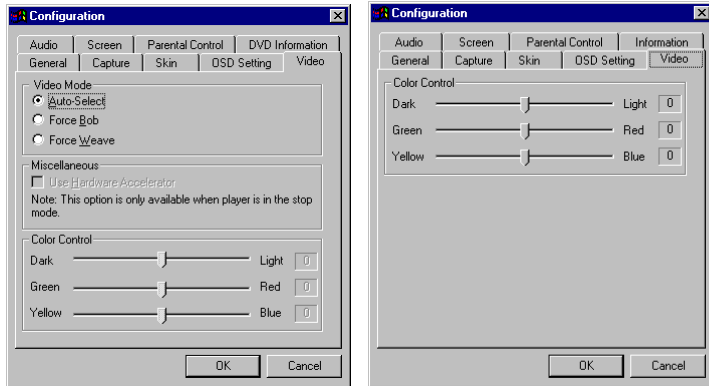 Configuration
Audio Screen Parental Control DVD Information
General Capture Skin OSD Setting Video
Video Mode
Auto-Select
Force Bob
Force Weave
Miscellaneous
Use Hardware Accelerator
Note: This option is only available when player is in the stop
mode.
Color Control
Dark Light 0
Green Red 0
Yellow Blue 0
OK Cancel
Configuration
Audio Screen Parental Control Information
General Capture Skin OSD Setting Video
Color Control
Dark Light 0
Green Red 0
Yellow Blue 0
OK Cancel